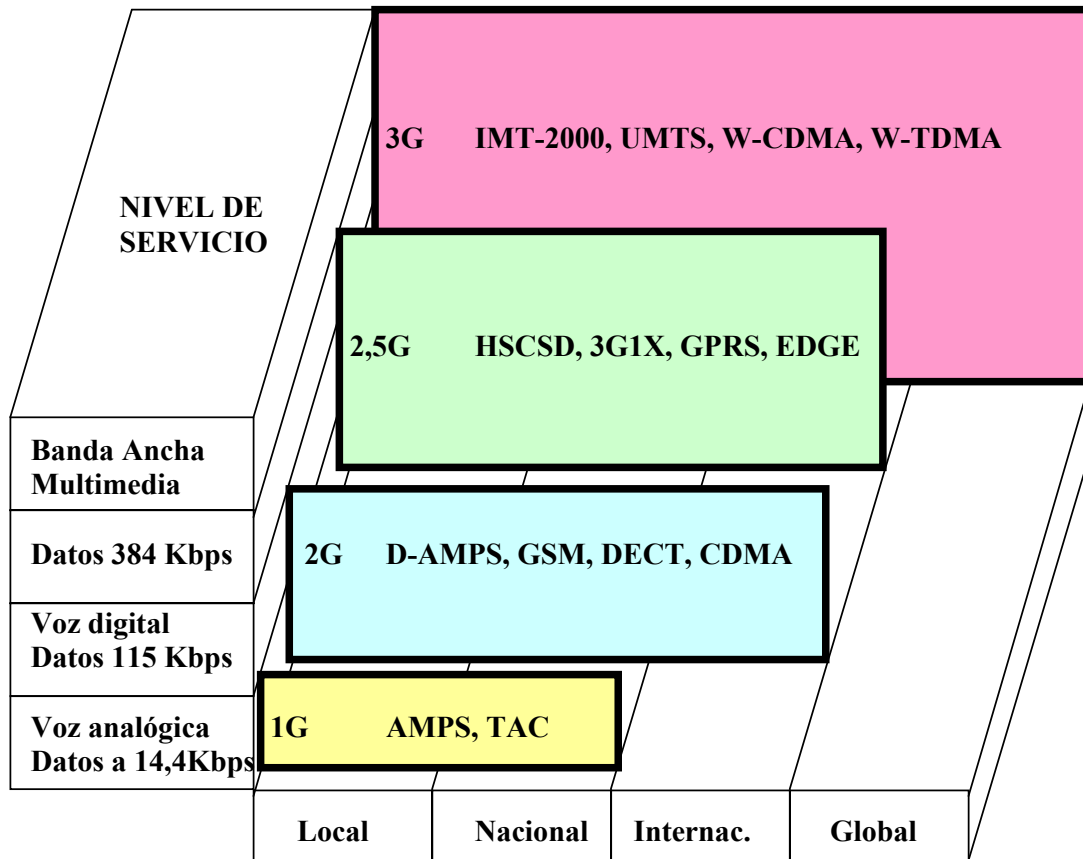 3G IMT-2000, UMTS, W-CDMA, W-TDMA
NIVEL DE
SERVICIO
2,5G HSCSD, 3G1X, GPRS, EDGE
Banda Ancha
Multimedia
Datos 384 Kbps
2G D-AMPS, GSM, DECT, CDMA
Voz digital
Datos 115 Kbps
Voz analógica
Datos a 14,4Kbps
1G AMPS, TAC
Local Nacional Internac. Global